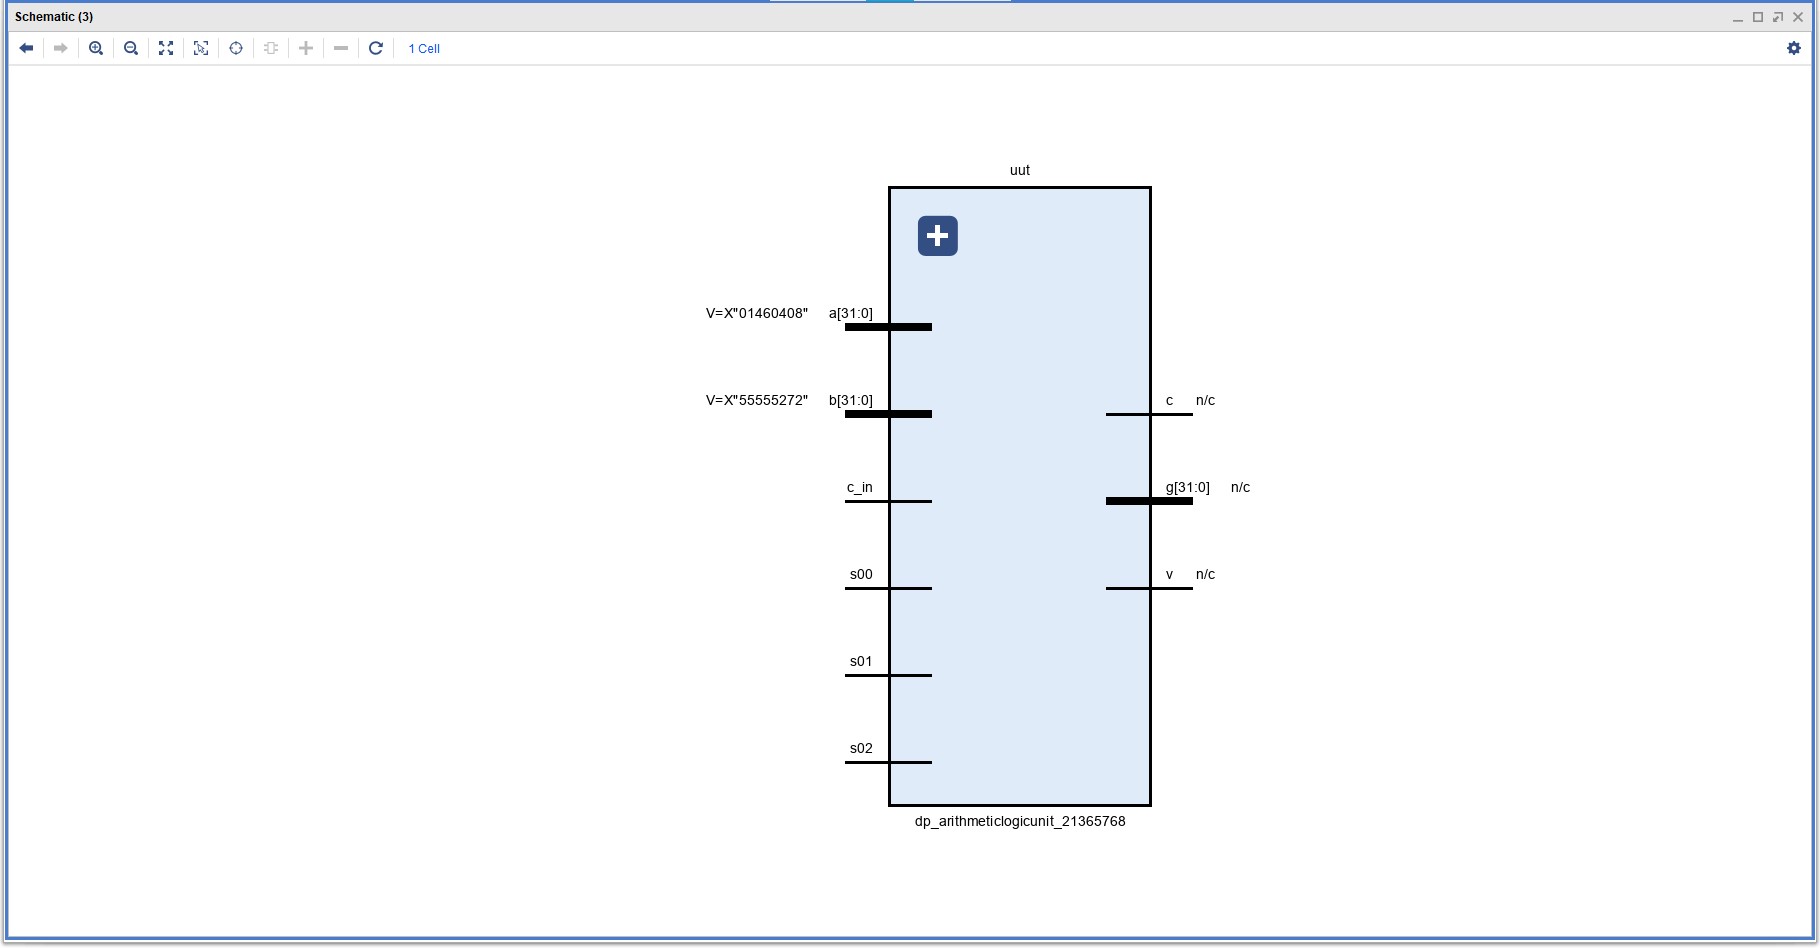 Schematic (3)
1 Cell
uut
V=X"01460408" a[31:0]
V=X"55555272" b[31:0]
c n/c
c_in
g[31:0] n/c
s00
v n/c
s01
s02
dp_arithmeticlogicunit_21365768